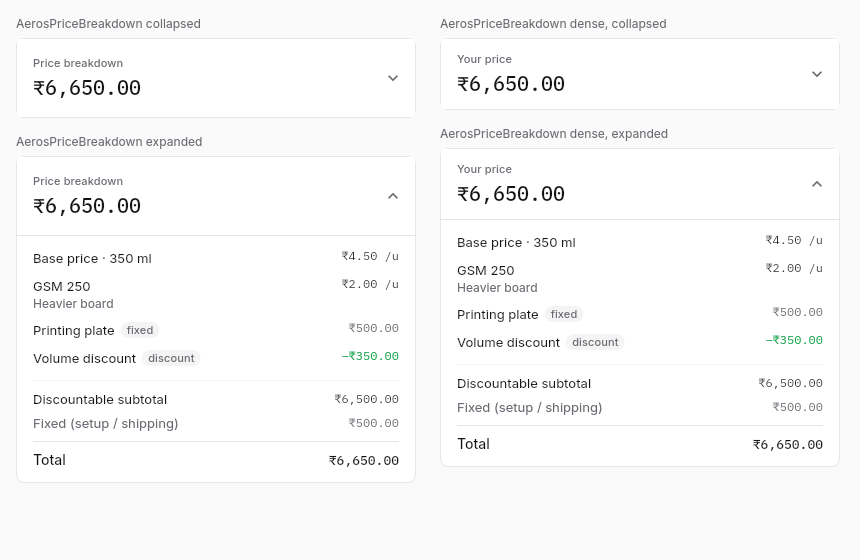 AerosPriceBreakdown collapsed
Price breakdown
₹6,650.00
AerosPriceBreakdown expanded
Price breakdown
₹6,650.00
Base price · 350 ml ₹4.50 /u
GSM 250 ₹2.00 /u
Heavier board
Printing plate fixed ₹500.00
Volume discount discount −₹350.00
Discountable subtotal ₹6,500.00
Fixed (setup / shipping) ₹500.00
Total ₹6,650.00
AerosPriceBreakdown dense, collapsed
Your price
₹6,650.00
AerosPriceBreakdown dense, expanded
Your price
₹6,650.00
Base price · 350 ml ₹4.50 /u
GSM 250 ₹2.00 /u
Heavier board
Printing plate fixed ₹500.00
Volume discount discount −₹350.00
Discountable subtotal ₹6,500.00
Fixed (setup / shipping) ₹500.00
Total ₹6,650.00